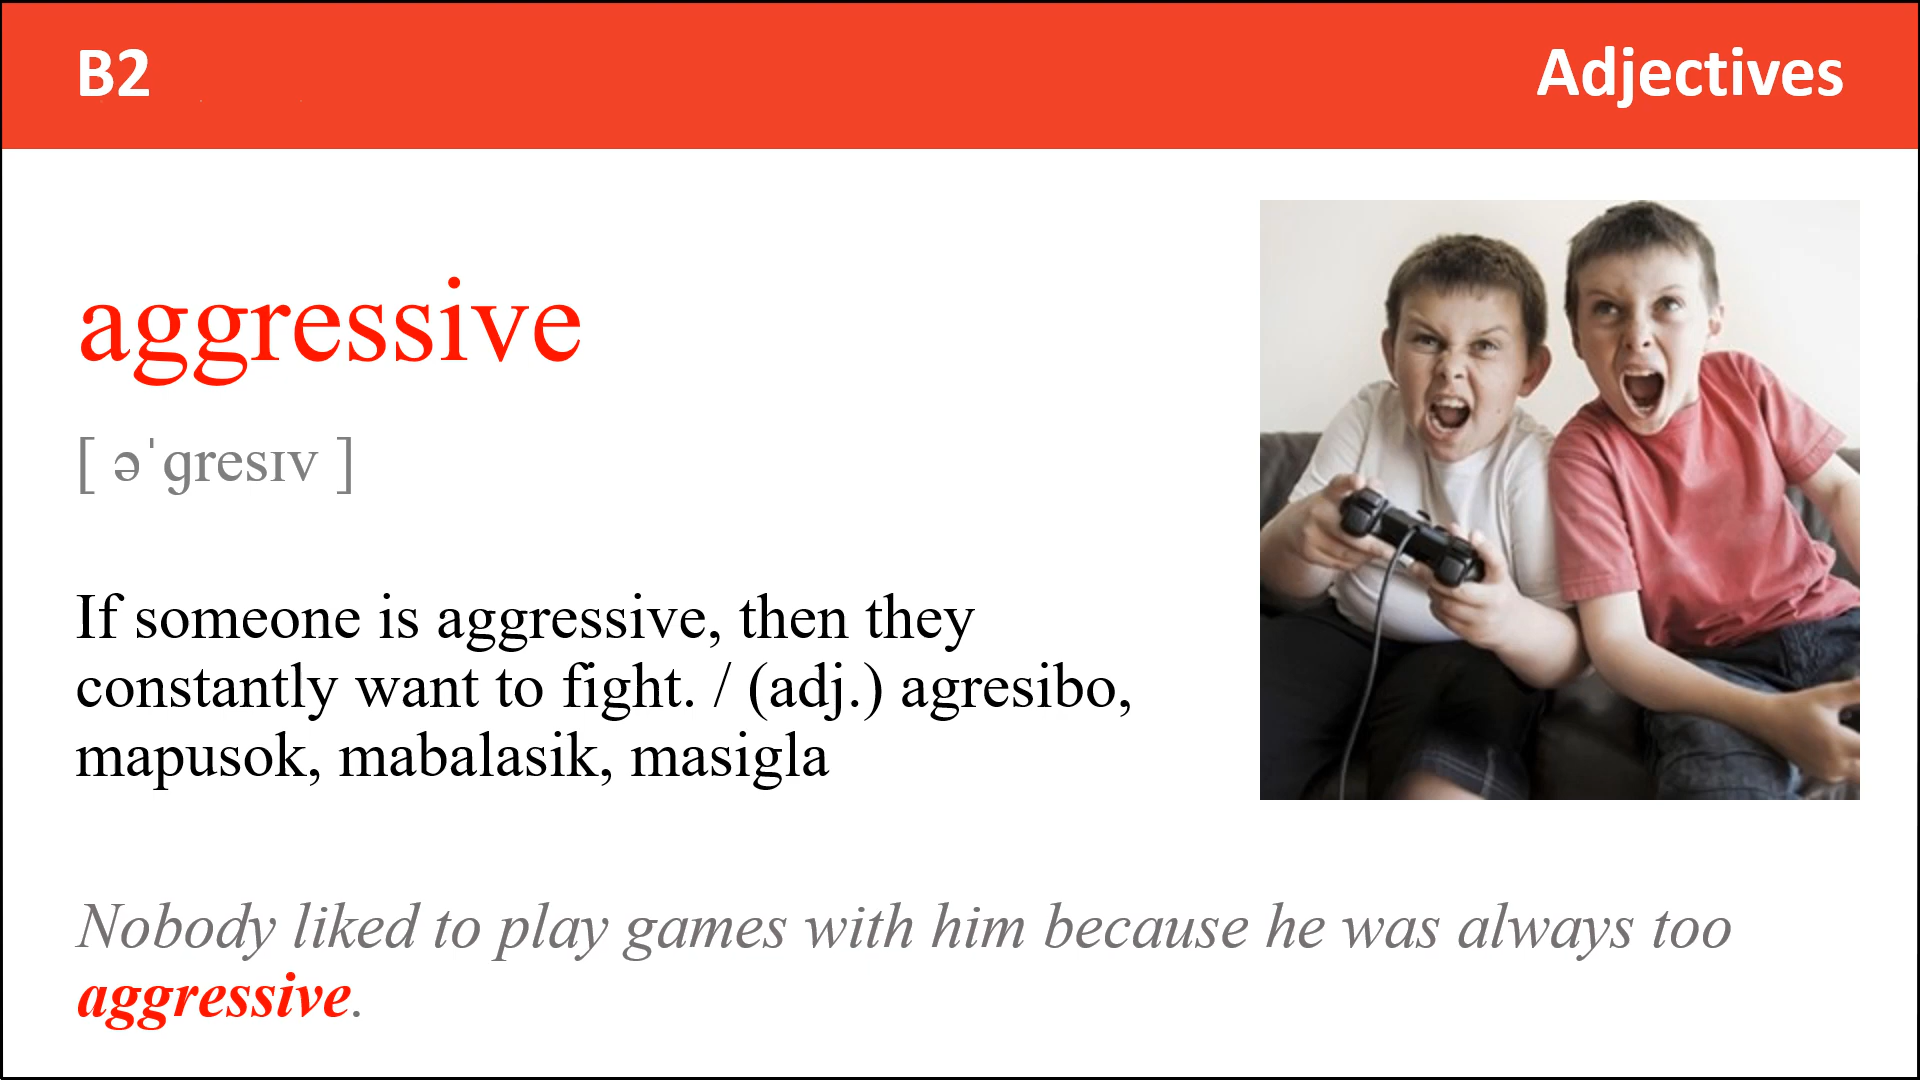 B2
Adjectives
aggressive
[ əˈɡresɪv ]
If someone is aggressive, then they
constantly want to fight. / (adj.) agresibo,
mapusok, mabalasik, masigla
Nobody liked to play games with him because he was always too
aggressive.